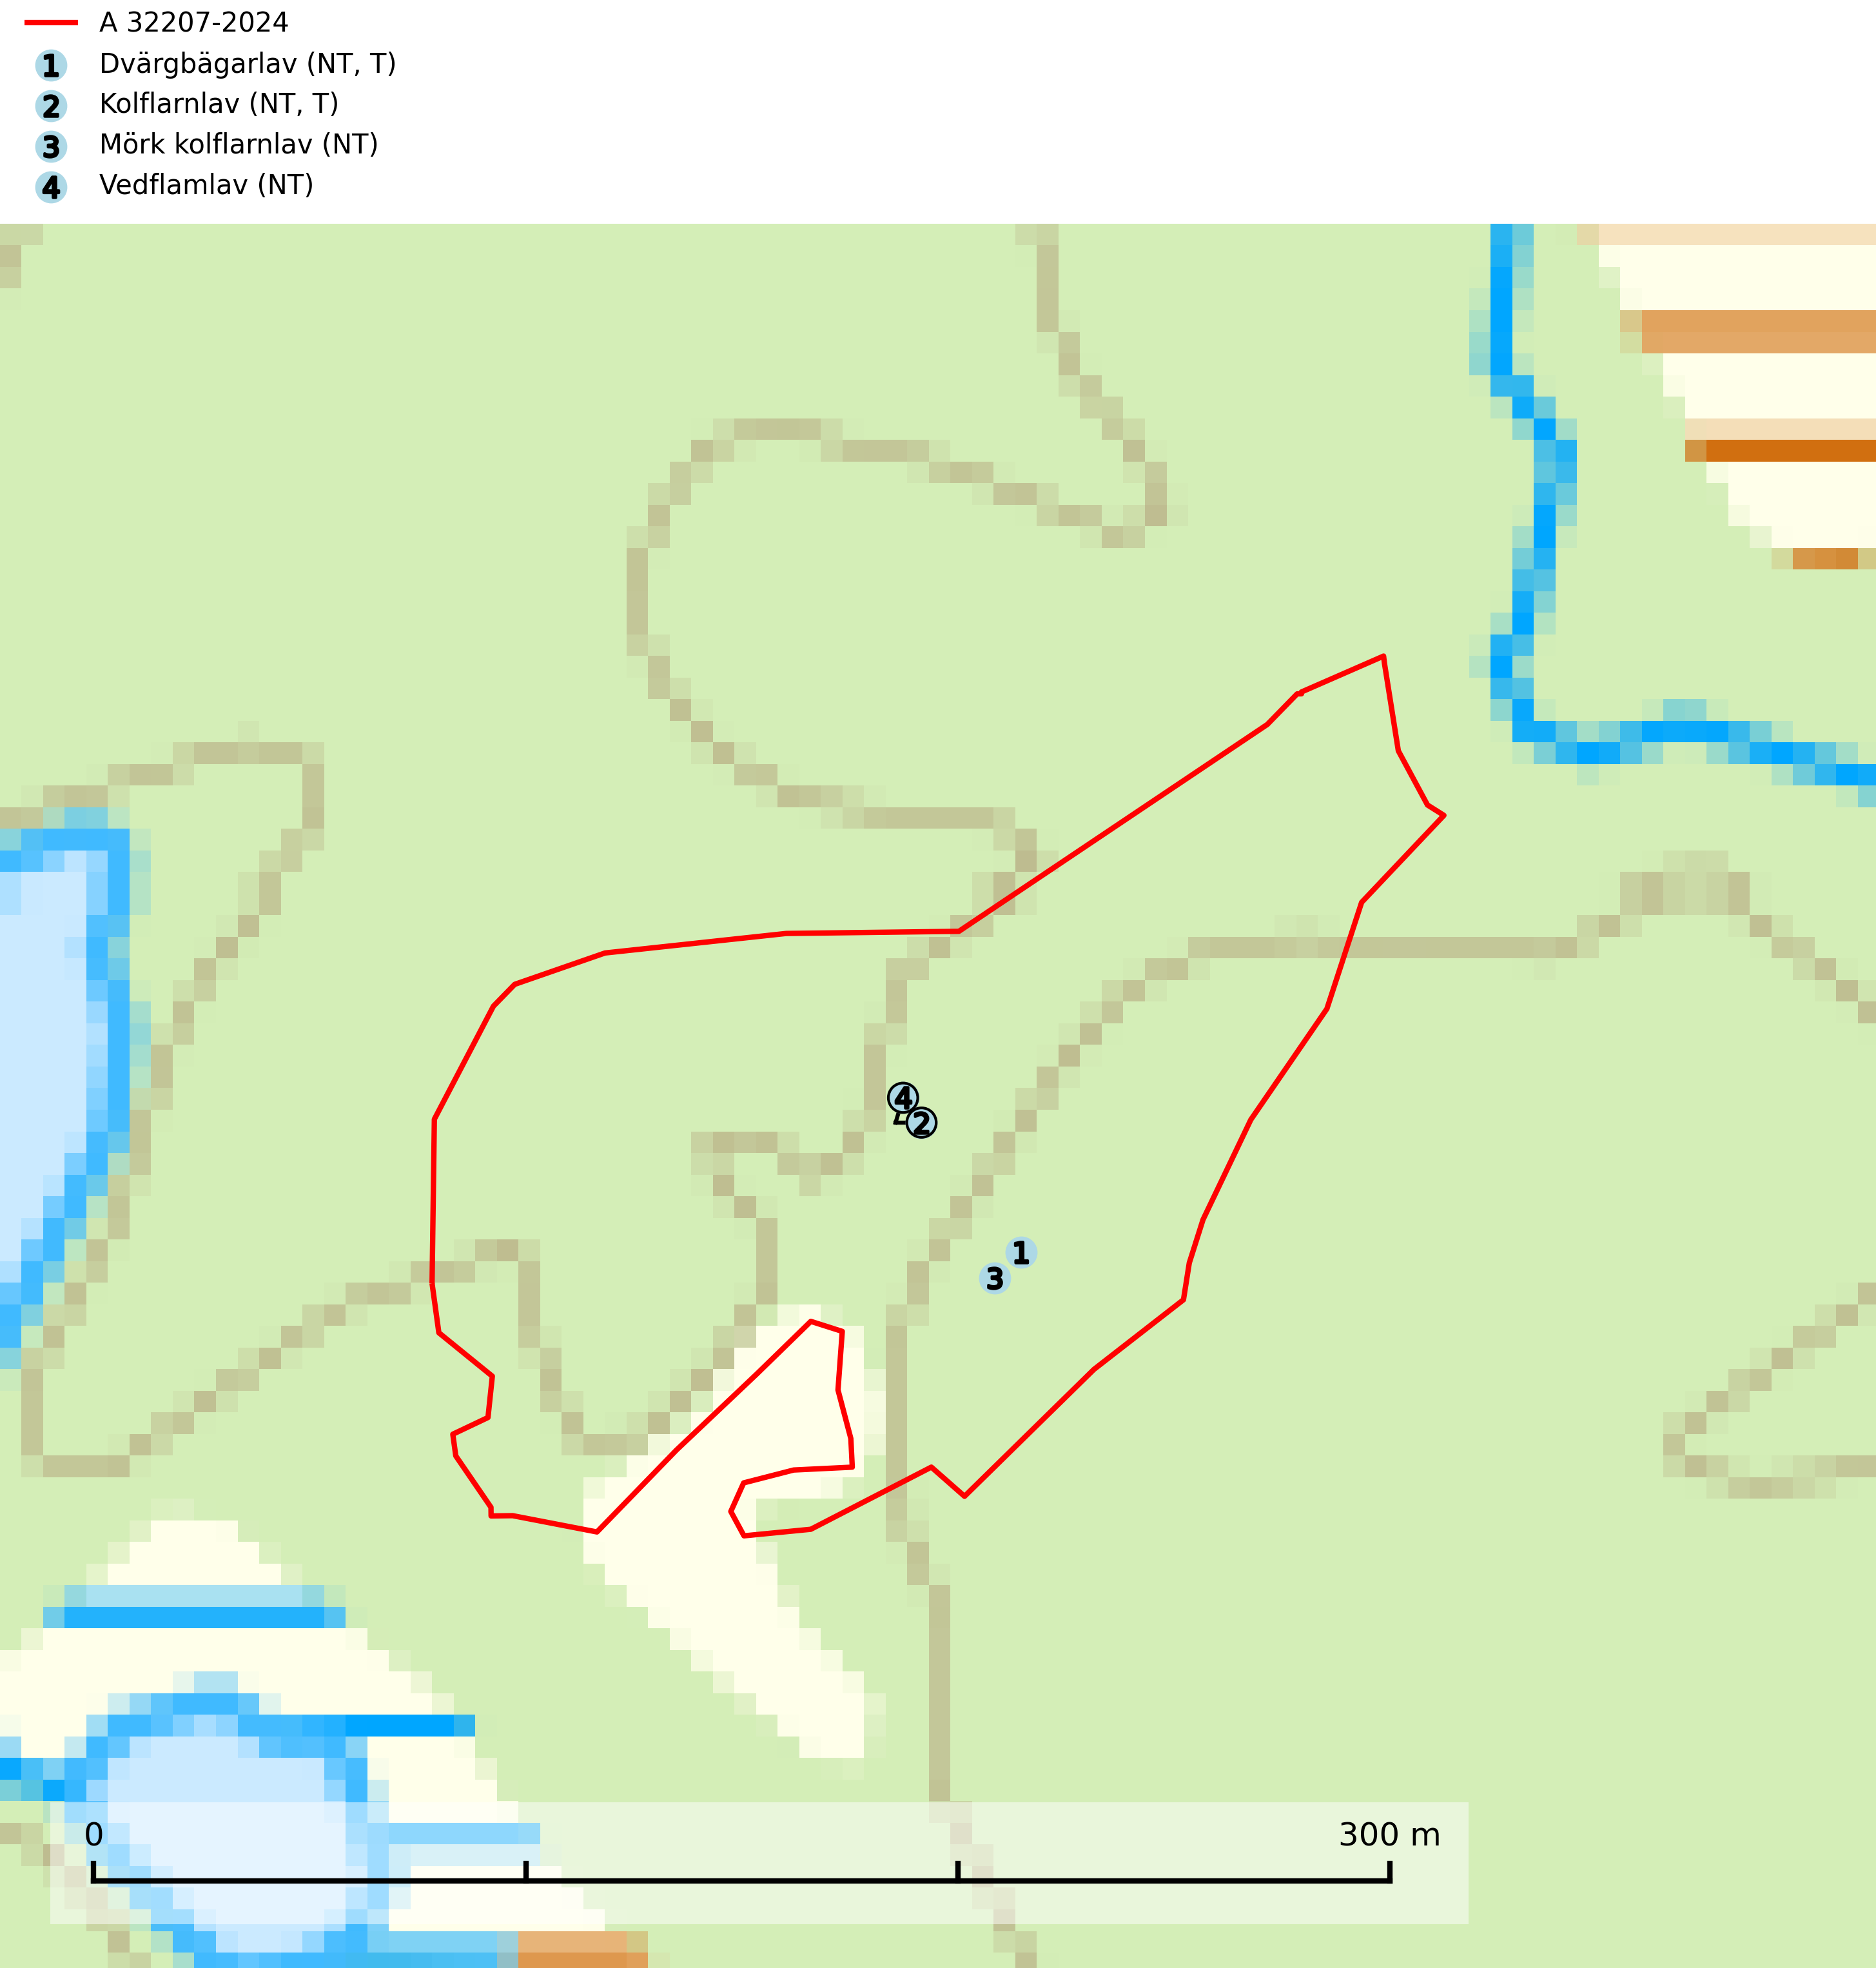 A 32207-2024
1 Dvärgbägarlav (NT, T)
2 Kolflarnlav (NT, T)
3 Mörk kolflarnlav (NT)
4 Vedflamlav (NT)
4
2
1
3
0 300 m